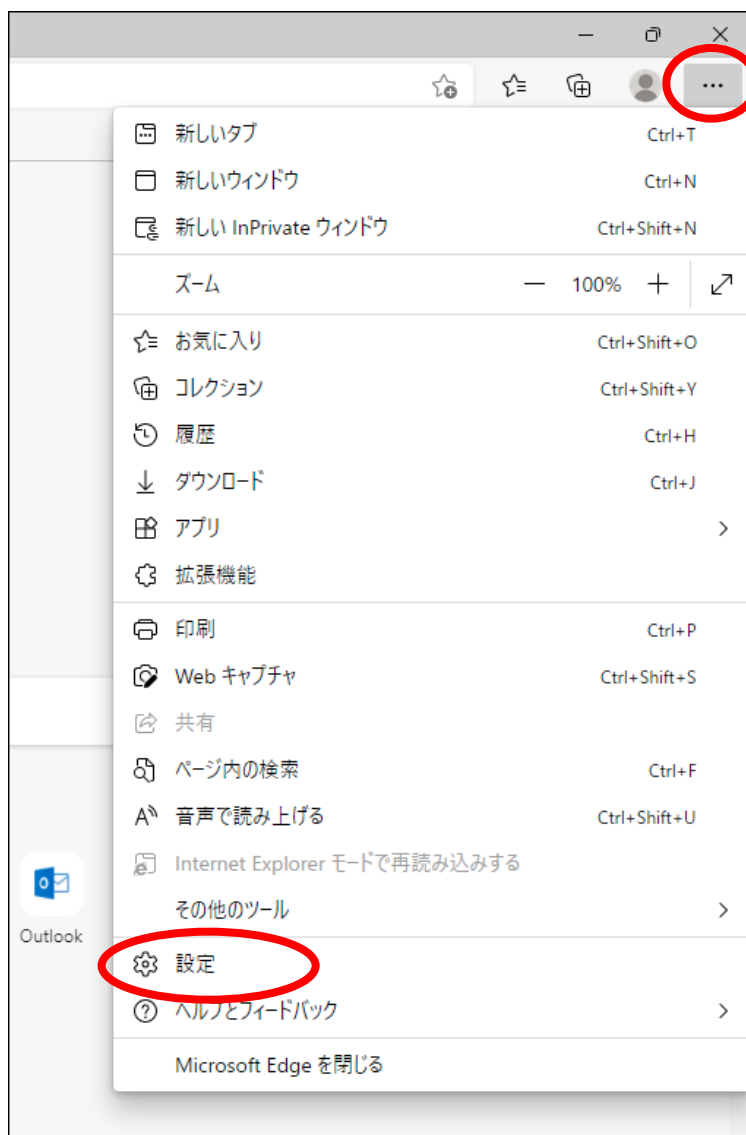 新しいタブ Ctrl+T
新しいウィンドウ Ctrl+N
新しい InPrivate ウィンドウ Ctrl+Shift+N
ズーム 100%
お気に入り Ctrl+Shift+O
コレクション Ctrl+Shift+Y
履歴 Ctrl+H
ダウンロード Ctrl+J
アプリ
拡張機能
印刷 Ctrl+P
Web キャプチャ Ctrl+Shift+S
共有
ページ内の検索 Ctrl+F
音声で読み上げる Ctrl+Shift+U
Internet Explorer モードで再読み込みする
その他のツール
Outlook
設定
ヘルプとフィードバック
Microsoft Edge を閉じる